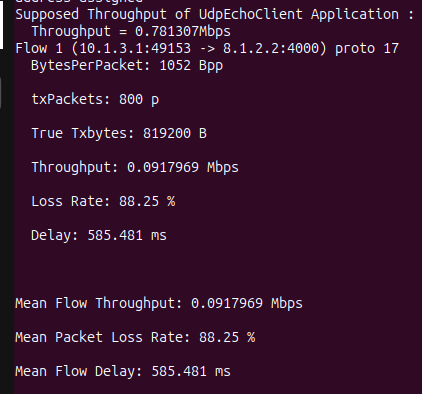 Supposed Throughput of UdpEchoClient Application :
Throughput = 0.781307Mbps
Flow 1 (10.1.3.1:49153 -> 8.1.2.2:4000) proto 17
BytesPerPacket: 1052 Bpp
txPackets: 800 p
True Txbytes: 819200 B
Throughput: 0.0917969 Mbps
Loss Rate: 88.25 %
Delay: 585.481 ms
Mean Flow Throughput: 0.0917969 Mbps
Mean Packet Loss Rate: 88.25 %
Mean Flow Delay: 585.481 ms